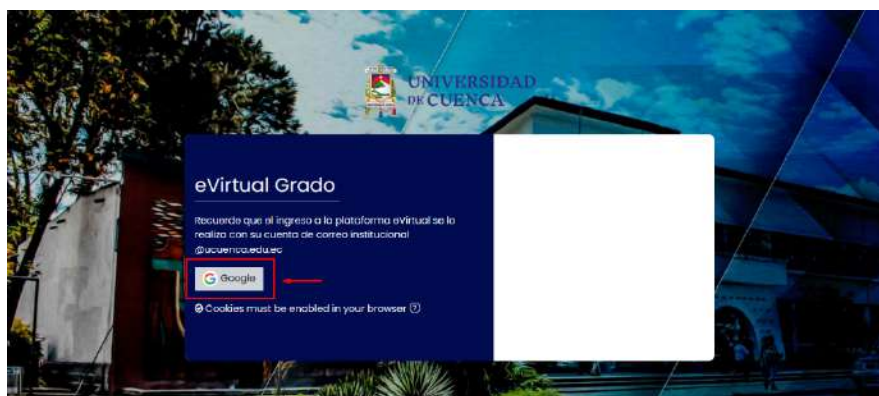 UNIVERSIDAD
DE CUENCA
eVirtual Grado
Recuerde que el ingreso a la plataforma eVirtual se lo
realiza con su cuenta de correo institucional
@ucuenca.edu.ec
Google
Cookies must be enabled in your browser